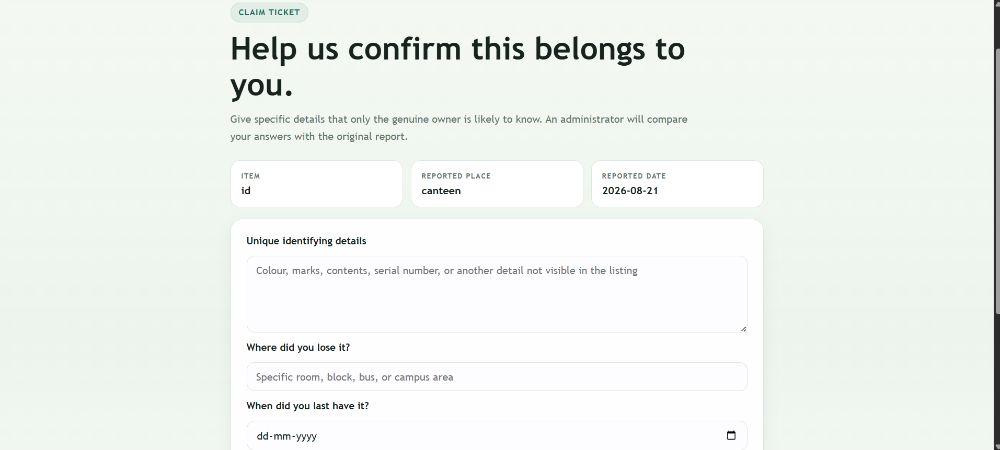 CLAIM TICKET
Help us confirm this belongs to
you.
Give specific details that only the genuine owner is likely to know. An administrator will compare
your answers with the original report.
ITEM
id
REPORTED PLACE
canteen
REPORTED DATE
2026-08-21
Unique identifying details
Colour, marks, contents, serial number, or another detail not visible in the listing
Where did you lose it?
Specific room, block, bus, or campus area
When did you last have it?
dd-mm-yyyy